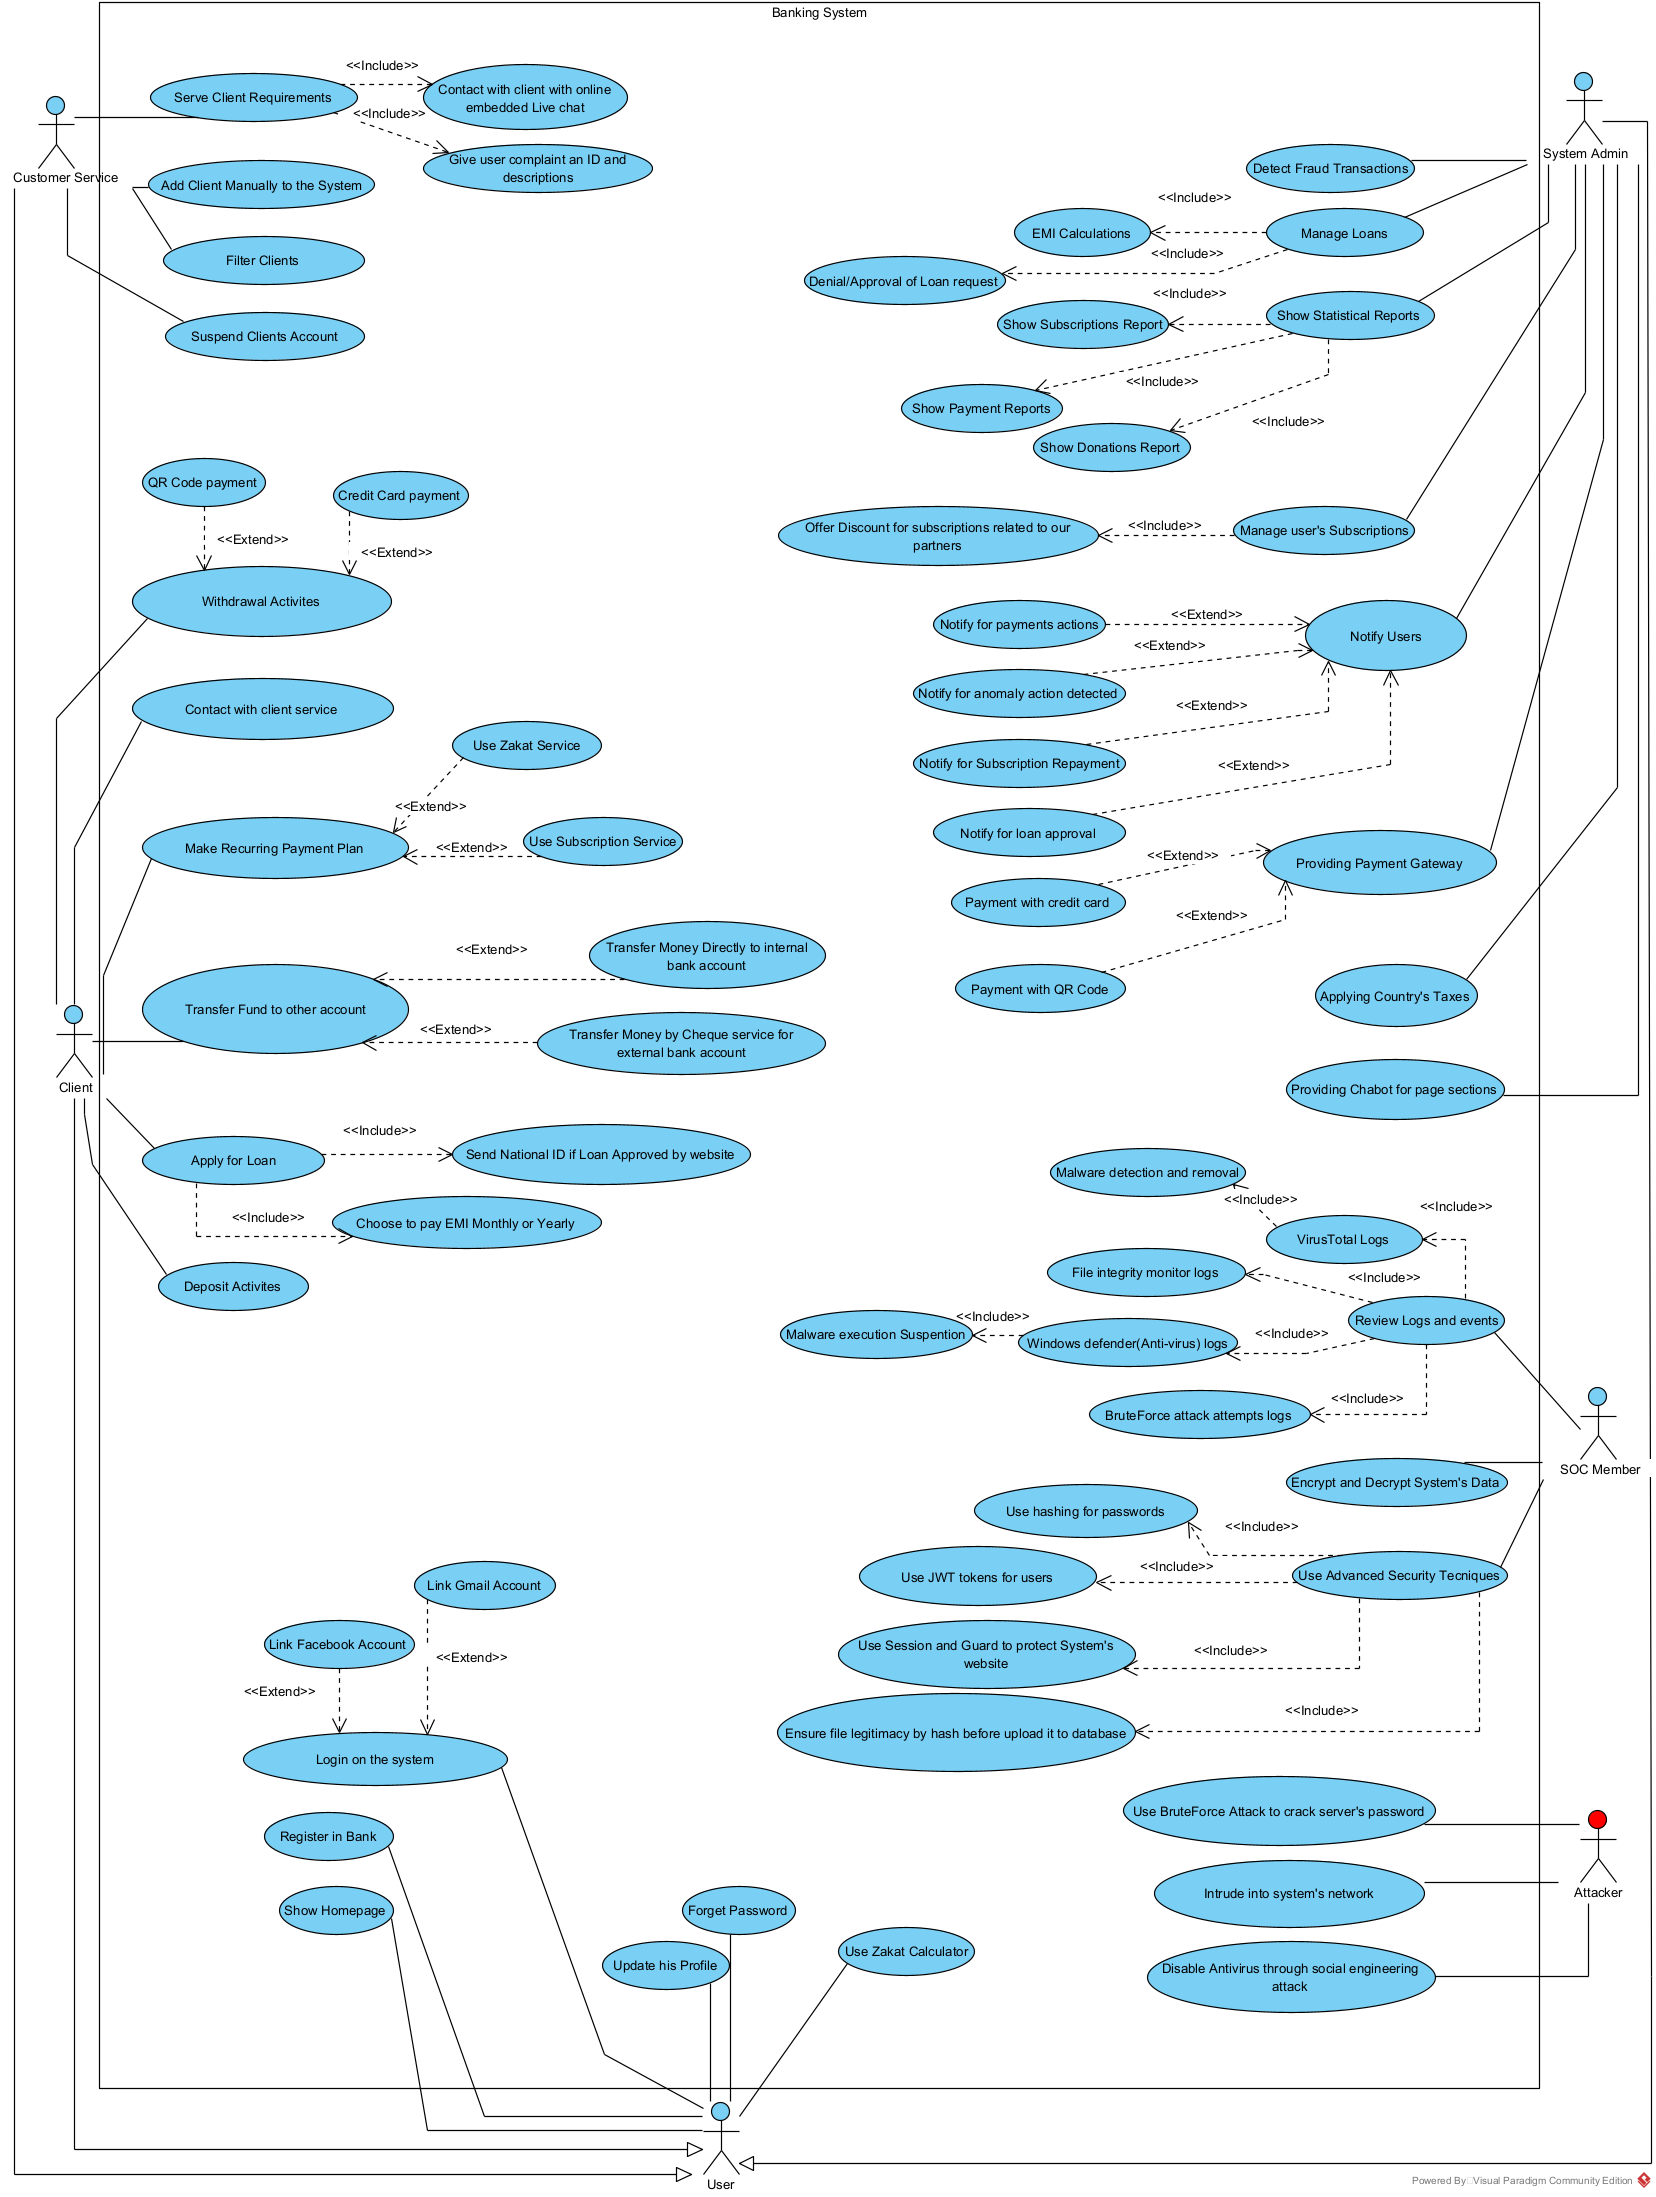 Banking System
<<Include>>
Serve Client Requirements
Contact with client with online
embedded Live chat
<<Include>>
Give user complaint an ID and
descriptions
Customer Service
Add Client Manually to the System
Filter Clients
Suspend Clients Account
System Admin
Detect Fraud Transactions
<<Include>>
EMI Calculations
Manage Loans
<<Include>>
Denial/Approval of Loan request
<<Include>>
Show Subscriptions Report
Show Statistical Reports
<<Include>>
Show Payment Reports
<<Include>>
Show Donations Report
QR Code payment
Credit Card payment
<<Extend>>
<<Extend>>
Withdrawal Activites
Offer Discount for subscriptions related to our
partners
<<Include>>
Manage user's Subscriptions
Notify for payments actions
<<Extend>>
Notify Users
<<Extend>>
Notify for anomaly action detected
<<Extend>>
Notify for Subscription Repayment
<<Extend>>
Notify for loan approval
Contact with client service
Use Zakat Service
<<Extend>>
Make Recurring Payment Plan
<<Extend>>
Use Subscription Service
<<Extend>>
Providing Payment Gateway
Payment with credit card
<<Extend>>
Payment with QR Code
<<Extend>>
Transfer Money Directly to internal
bank account
Transfer Fund to other account
<<Extend>>
Transfer Money by Cheque service for
external bank account
Applying Country's Taxes
Client
Providing Chabot for page sections
<<Include>>
Apply for Loan
Send National ID if Loan Approved by website
<<Include>>
Choose to pay EMI Monthly or Yearly
Deposit Activites
Malware detection and removal
<<Include>>
<<Include>>
VirusTotal Logs
File integrity monitor logs
<<Include>>
Review Logs and events
<<Include>>
Malware execution Suspention
Windows defender(Anti-virus) logs
<<Include>>
<<Include>>
BruteForce attack attempts logs
SOC Member
Encrypt and Decrypt System's Data
Use hashing for passwords
<<Include>>
Use JWT tokens for users
<<Include>>
Use Advanced Security Tecniques
Use Session and Guard to protect System's
website
<<Include>>
Ensure file legitimacy by hash before upload it to database
<<Include>>
Link Gmail Account
Link Facebook Account
<<Extend>>
<<Extend>>
Login on the system
Register in Bank
Show Homepage
Forget Password
Update his Profile
Use Zakat Calculator
Use BruteForce Attack to crack server's password
Intrude into system's network
Attacker
Disable Antivirus through social engineering
attack
User
Powered By Visual Paradigm Community Edition